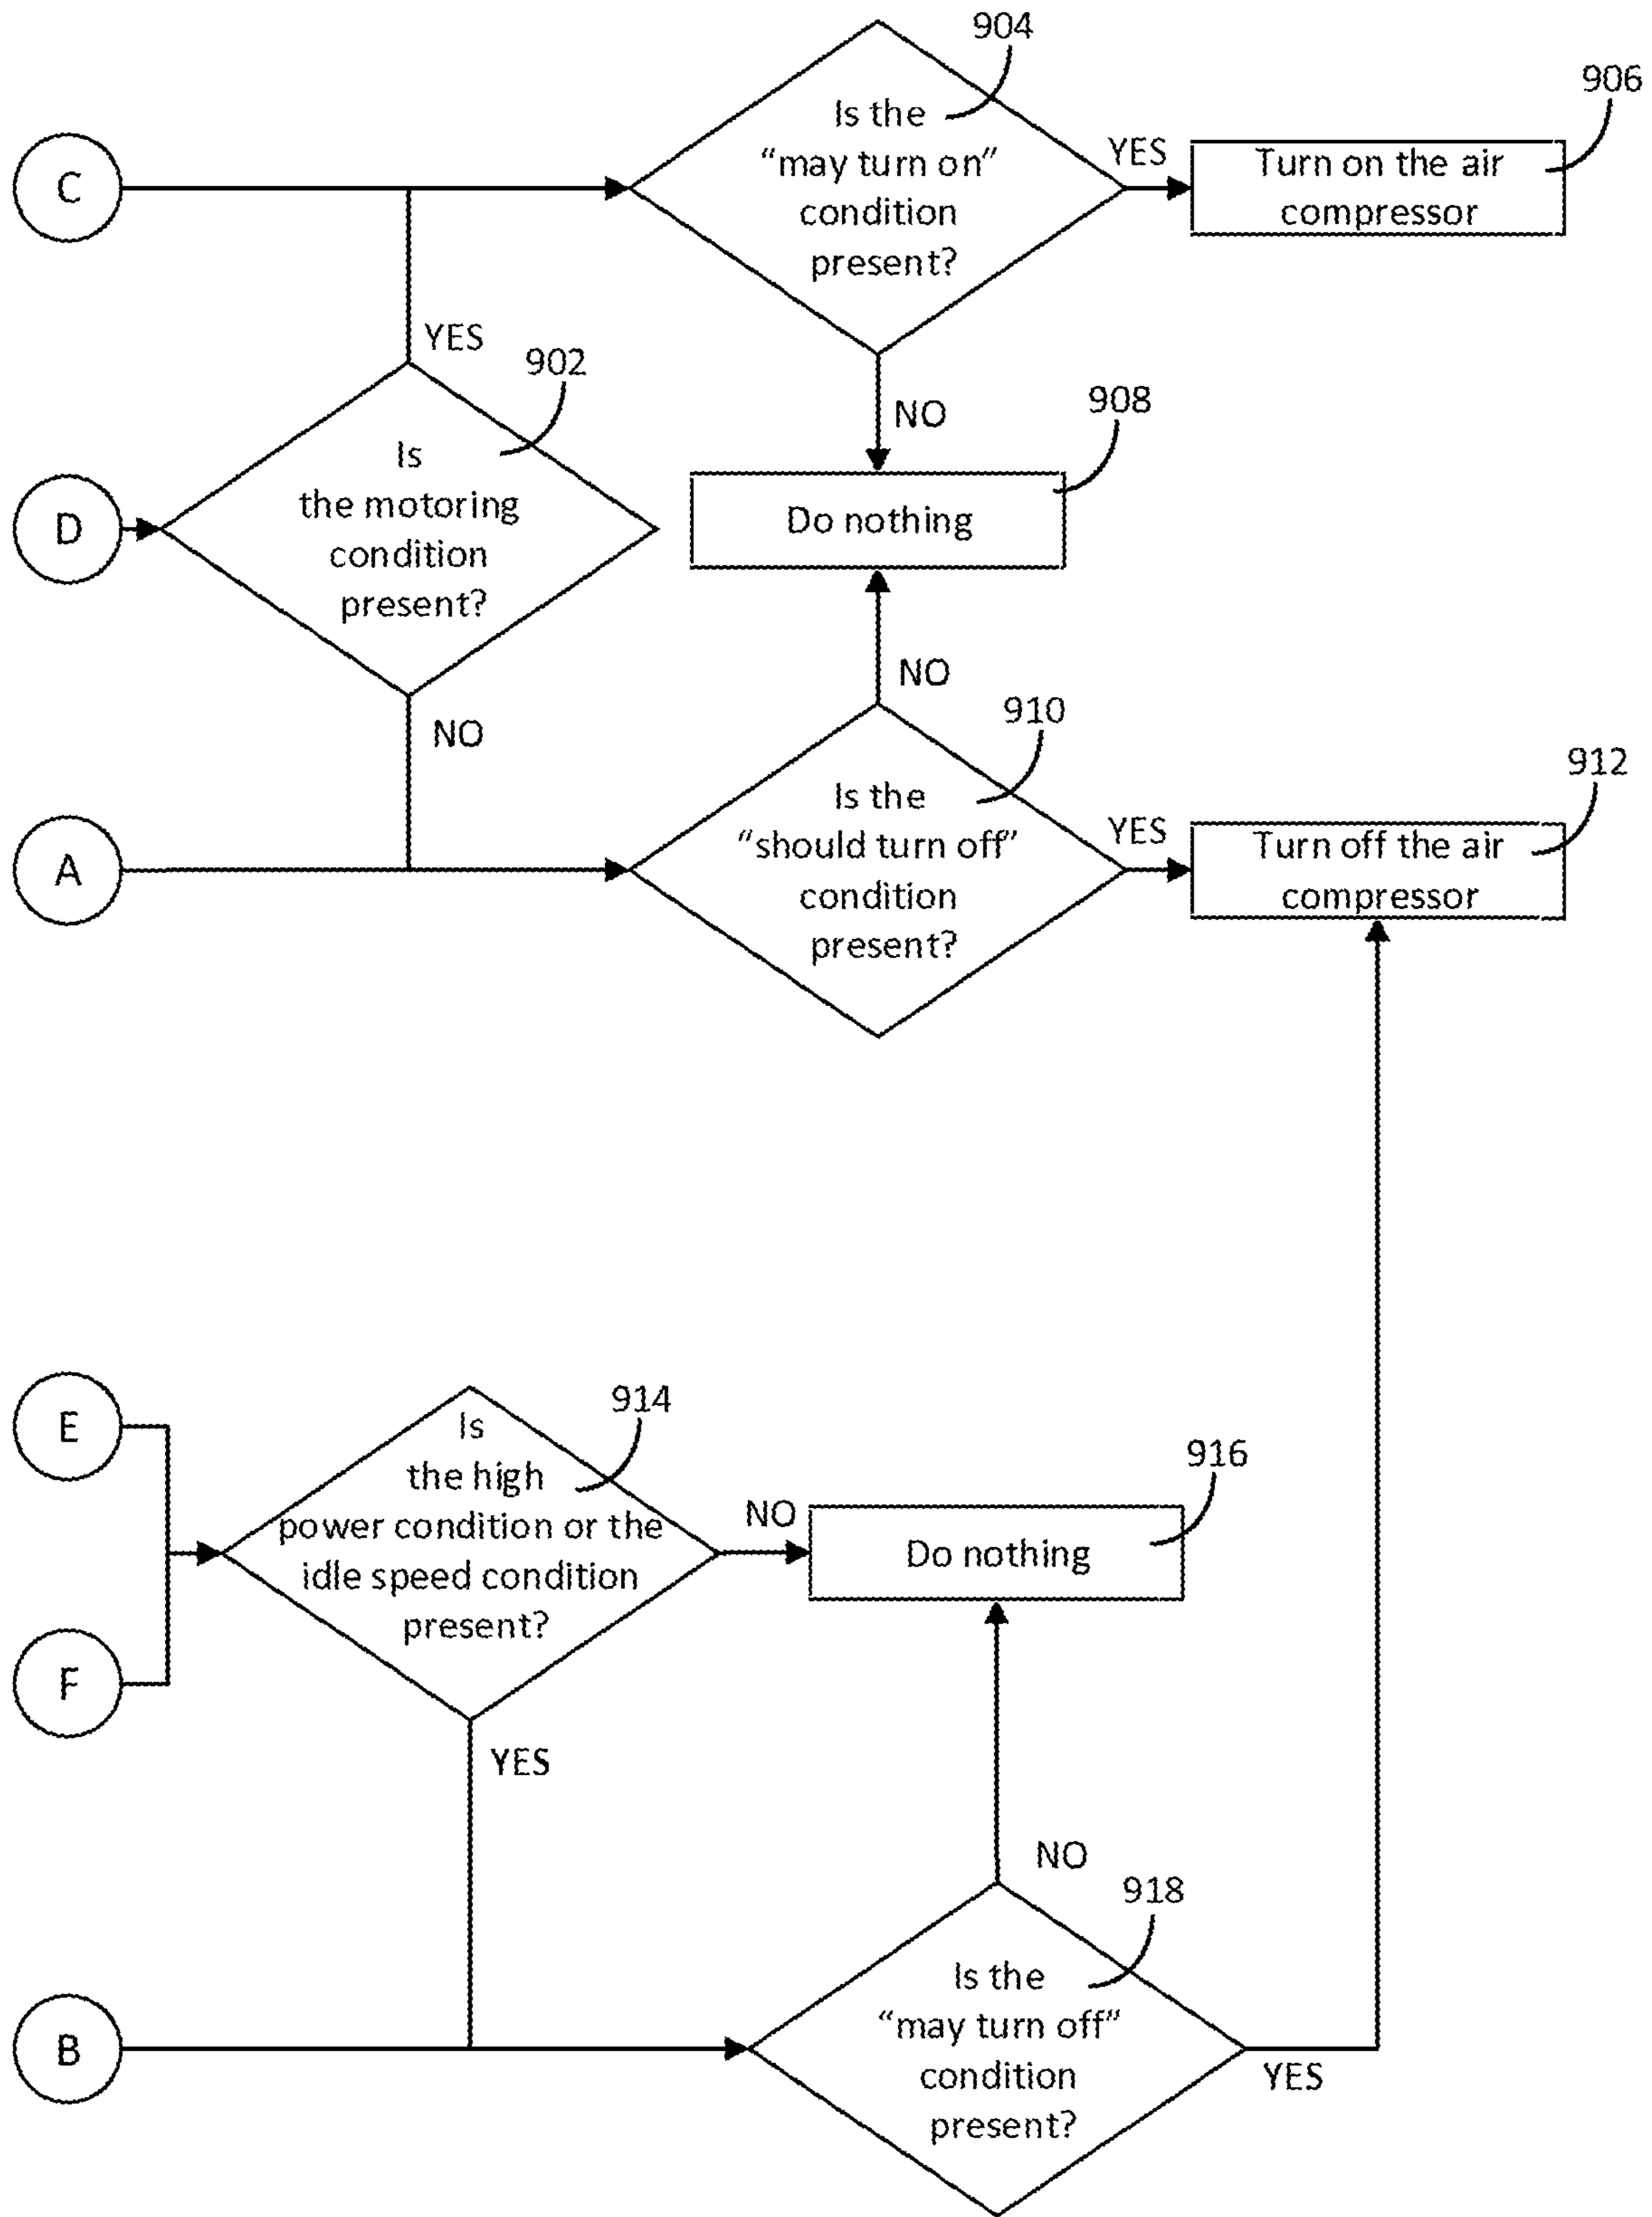 904
906
Is the
“may turn on”
condition
present?
YES
Turn on the air
compressor
C
YES
902
NO
908
Is
the motoring
condition
present?
D
Do nothing
NO
NO
910
912
Is the
“should turn off”
condition
present?
YES
Turn off the air
compressor
A
E
914
Is
the high
power condition or the
idle speed condition
present?
NO
916
Do nothing
F
YES
NO
918
Is the
“may turn off”
condition
present?
B
YES